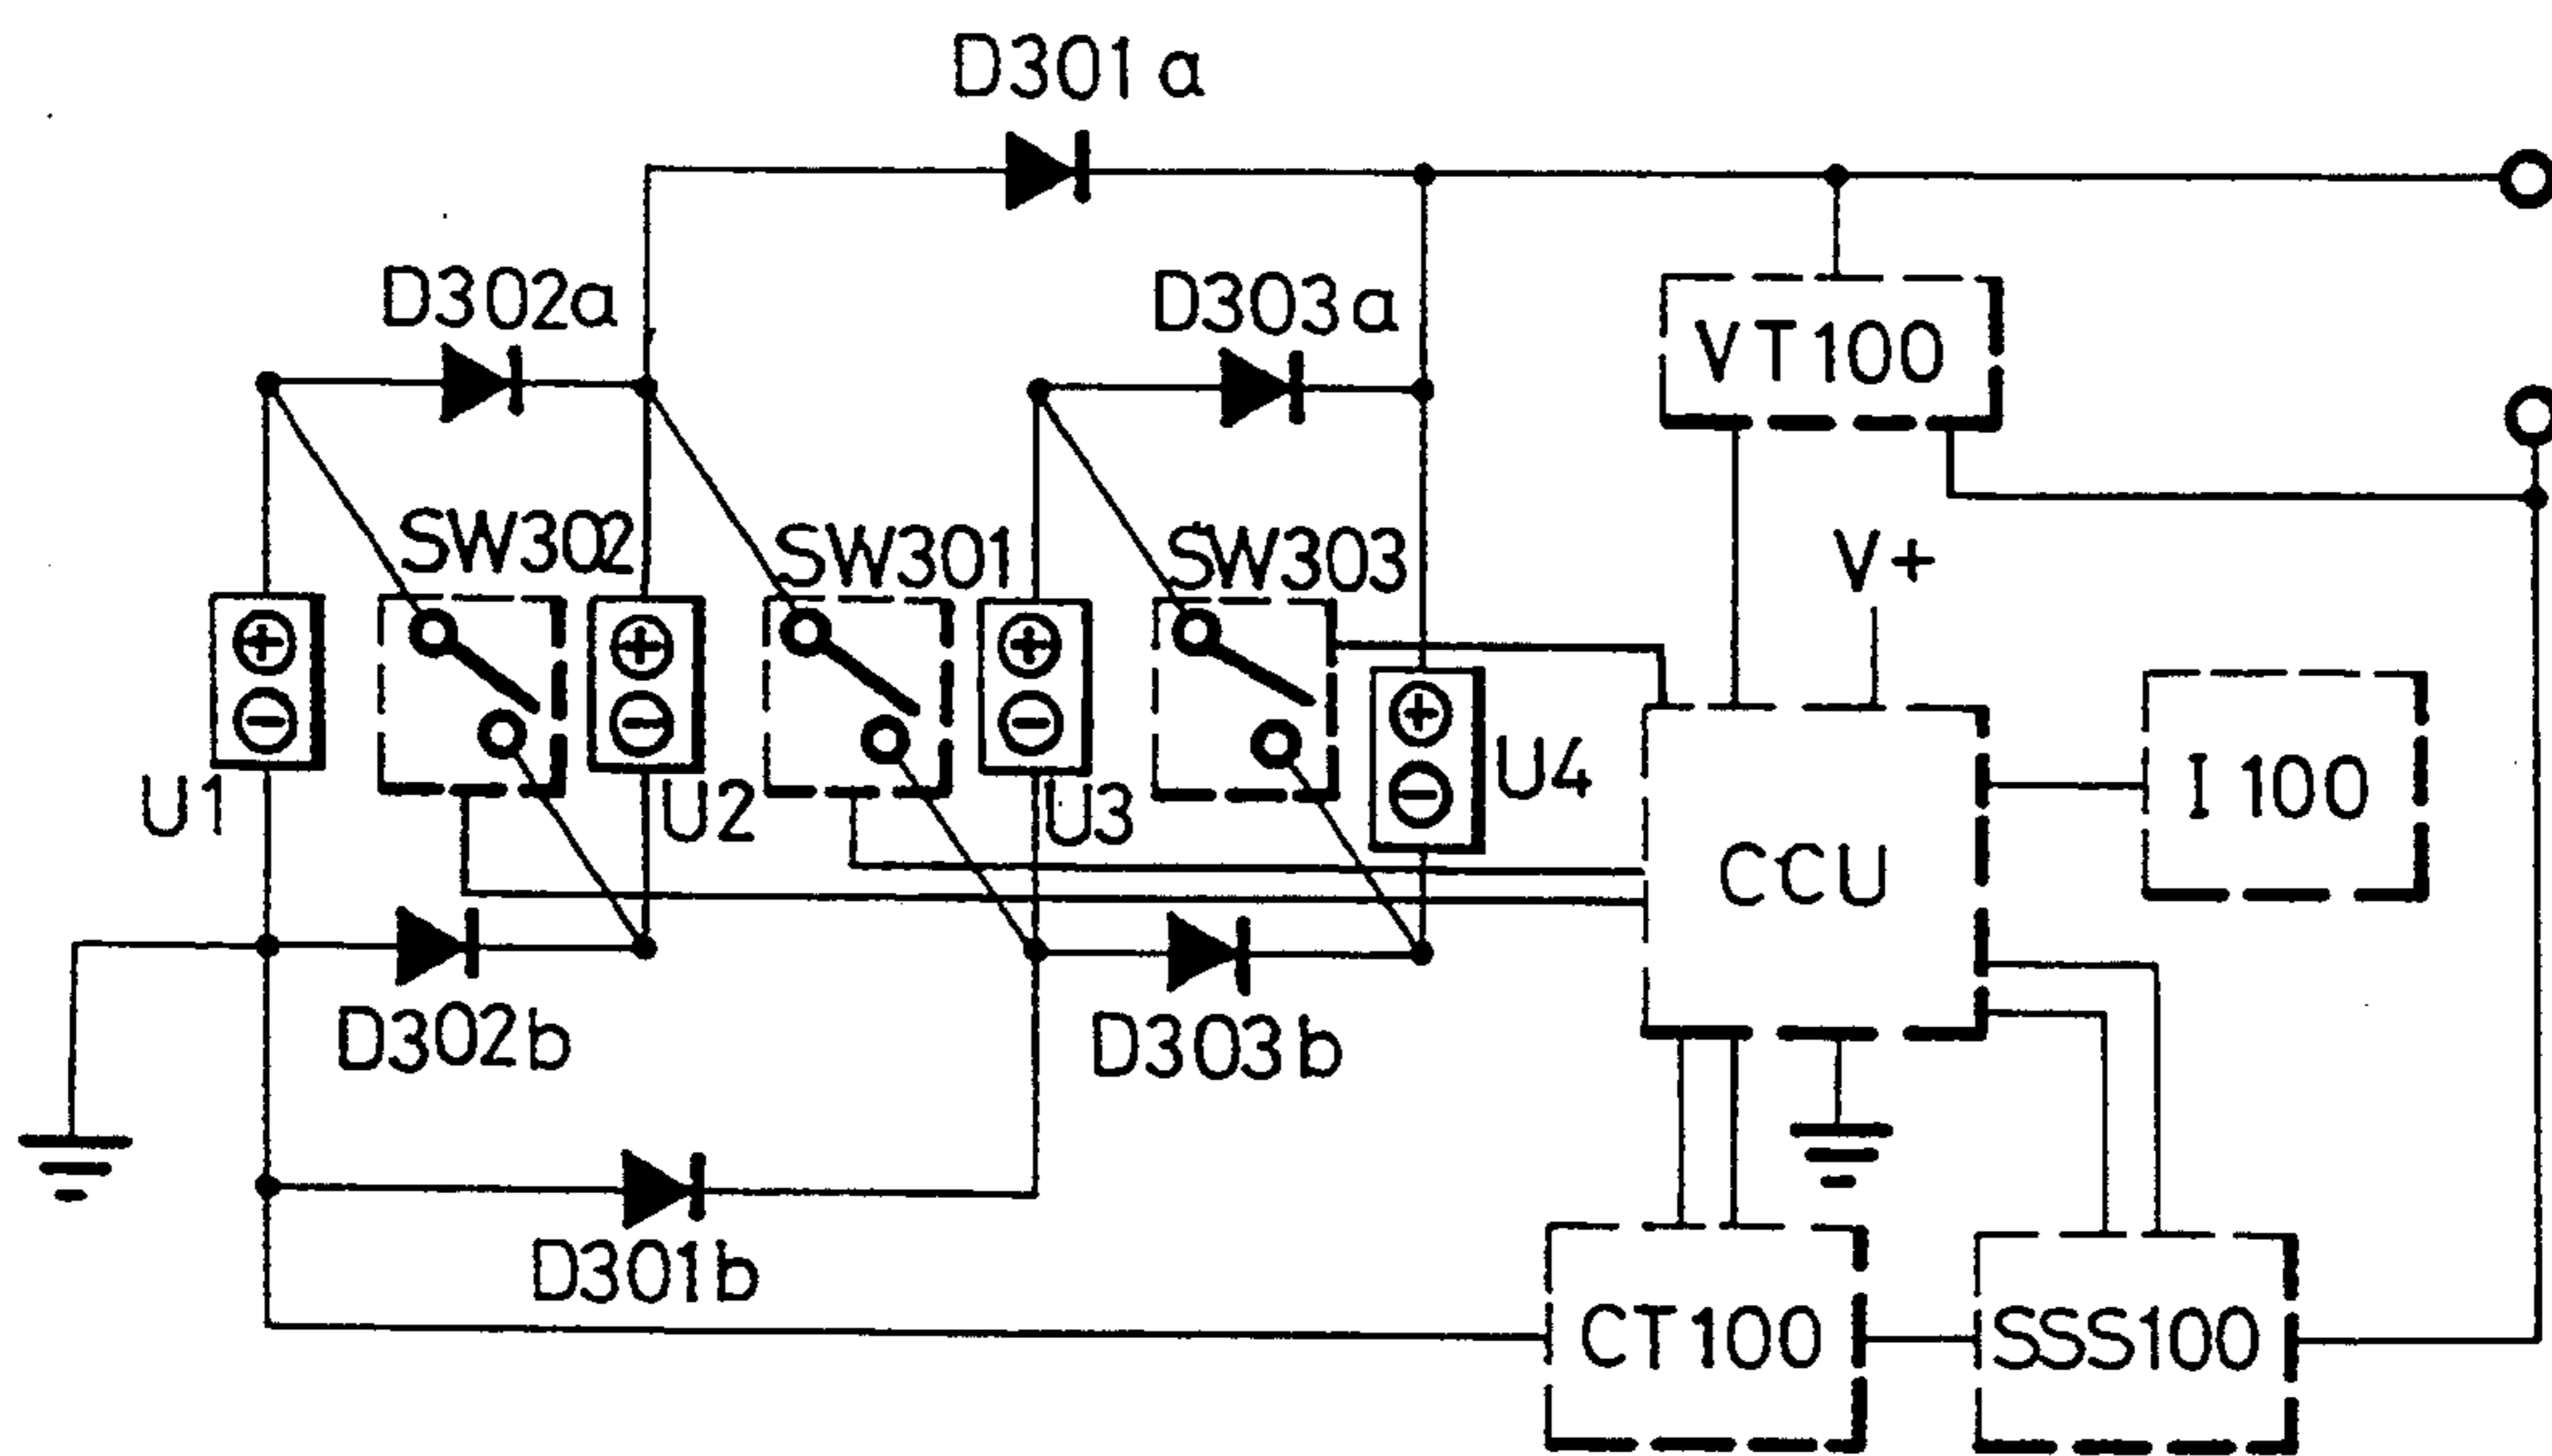 D301a
D302a
D303a
VT100
SW302
SW301
SW303
V+
I100
U1
U2
U3
U4
CCU
D302b
D303b
D301b
CT100
SSS100